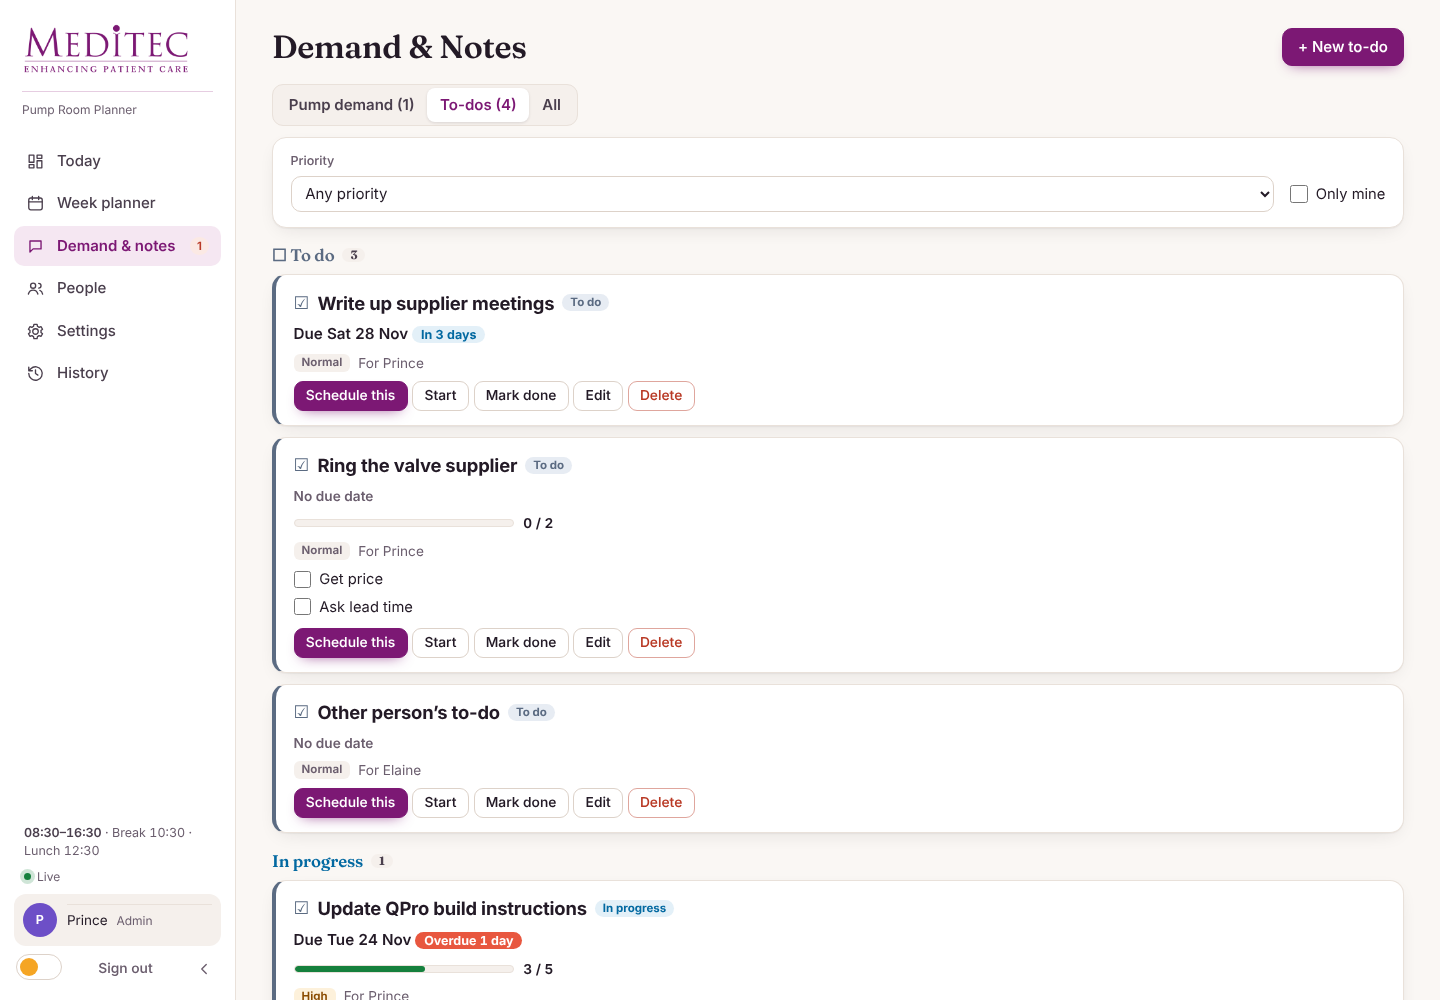 MEDITEC
ENHANCING PATIENT CARE
Pump Room Planner
Today
Week planner
Demand & notes 1
People
Settings
History
08:30–16:30 · Break 10:30 ·
Lunch 12:30
Live
P Prince Admin
Sign out
Demand & Notes
+ New to-do
Pump demand (1) To-dos (4) All
Priority
Any priority
Only mine
To do 3
Write up supplier meetings To do
Due Sat 28 Nov In 3 days
Normal For Prince
Schedule this Start Mark done Edit Delete
Ring the valve supplier To do
No due date
0 / 2
Normal For Prince
Get price
Ask lead time
Schedule this Start Mark done Edit Delete
Other person’s to-do To do
No due date
Normal For Elaine
Schedule this Start Mark done Edit Delete
In progress 1
Update QPro build instructions In progress
Due Tue 24 Nov Overdue 1 day
3 / 5
High For Prince